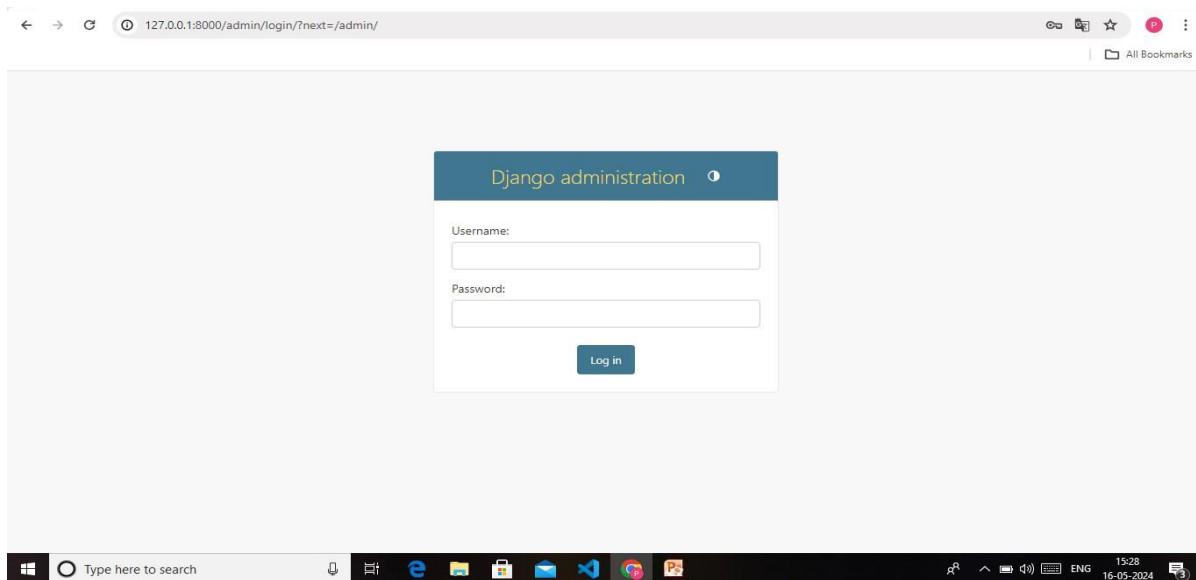 127.0.0.1:8000/admin/login/?next=/admin/
P
All Bookmarks
Django administration
Username:
Password:
Log in
Type here to search
ENG
15:28
16-05-2024
3